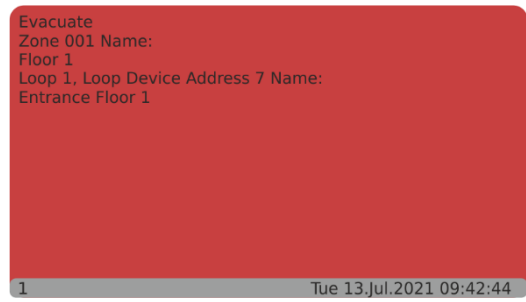 Evacuate
Zone 001 Name:
Floor 1
Loop 1, Loop Device Address 7 Name:
Entrance Floor 1
1 Tue 13.Jul.2021 09:42:44